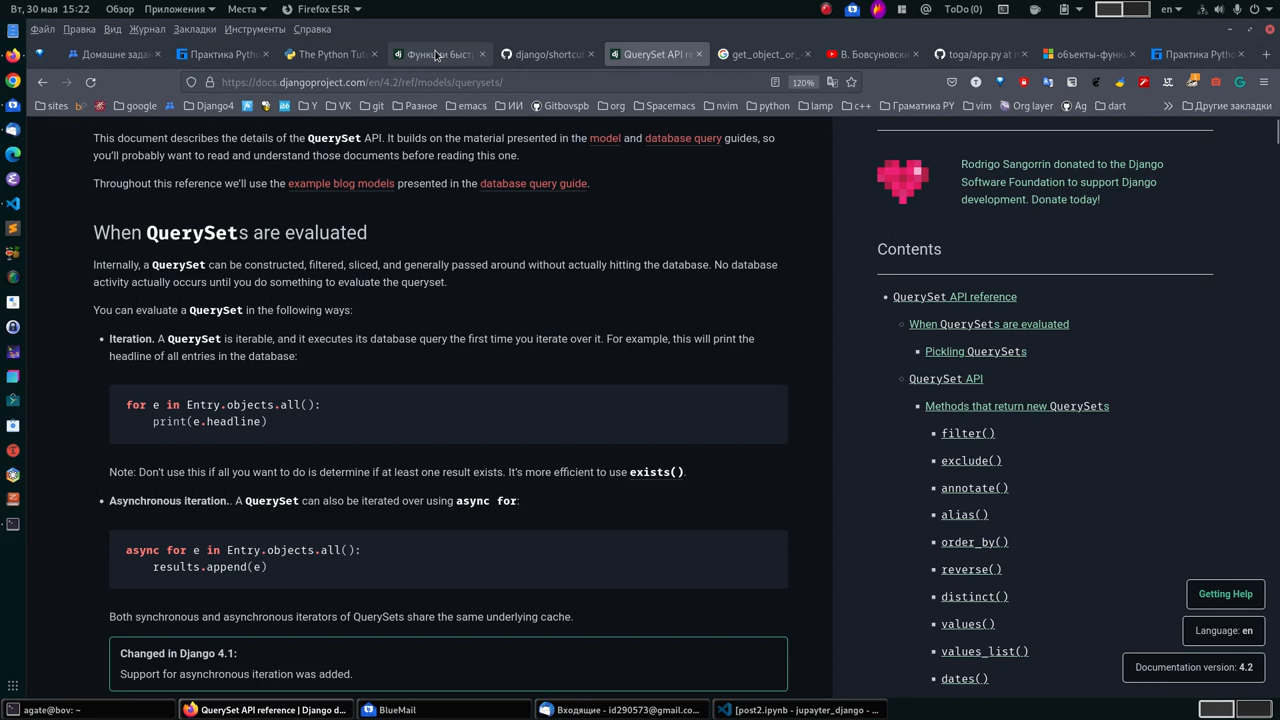 Вт, 30 мая • 15:22 Обзор Приложения Места Firefox ESR ToDo (0) 14 en
Файл Правка Вид Журнал Закладки Инструменты Справка
Домашне задан Практика Pytho The Python Tuto Функции быстр django/shortcu QuerySet API re get_object_or_ В. Бовсуновски toga/app.py at объекты-функ Практика Pytho
https://docs.djangoproject.com/en/4.2/ref/models/querysets/ 120%
sites google Django4 Y VK git Разное emacs ИИ Gitbovspb org Spacemacs nvim python lamp c++ Граматика РУ vim Org layer Ag dart Другие закладки
This document describes the details of the QuerySet API. It builds on the material presented in the model and database query guides, so
you'll probably want to read and understand those documents before reading this one.
Throughout this reference we'll use the example blog models presented in the database query guide.
When QuerySets are evaluated
Internally, a QuerySet can be constructed, filtered, sliced, and generally passed around without actually hitting the database. No database
activity actually occurs until you do something to evaluate the queryset.
You can evaluate a QuerySet in the following ways:
• Iteration. A QuerySet is iterable, and it executes its database query the first time you iterate over it. For example, this will print the
headline of all entries in the database:
for e in Entry.objects.all():
print(e.headline)
Note: Don't use this if all you want to do is determine if at least one result exists. It's more efficient to use exists().
• Asynchronous iteration.. A QuerySet can also be iterated over using async for:
async for e in Entry.objects.all():
results.append(e)
Both synchronous and asynchronous iterators of QuerySets share the same underlying cache.
Changed in Django 4.1:
Support for asynchronous iteration was added.
Rodrigo Sangorrin donated to the Django
Software Foundation to support Django
development. Donate today!
Contents
QuerySet API reference
When QuerySets are evaluated
Pickling QuerySets
QuerySet API
Methods that return new QuerySets
filter()
exclude()
annotate()
alias()
order_by()
reverse()
distinct()
values()
values_list()
dates()
Getting Help
Language: en
Documentation version: 4.2
agate@bov: ~ QuerySet API reference | Django d... BlueMail Входящие - id290573@gmail.co... [post2.ipynb - jupayter_django - ...